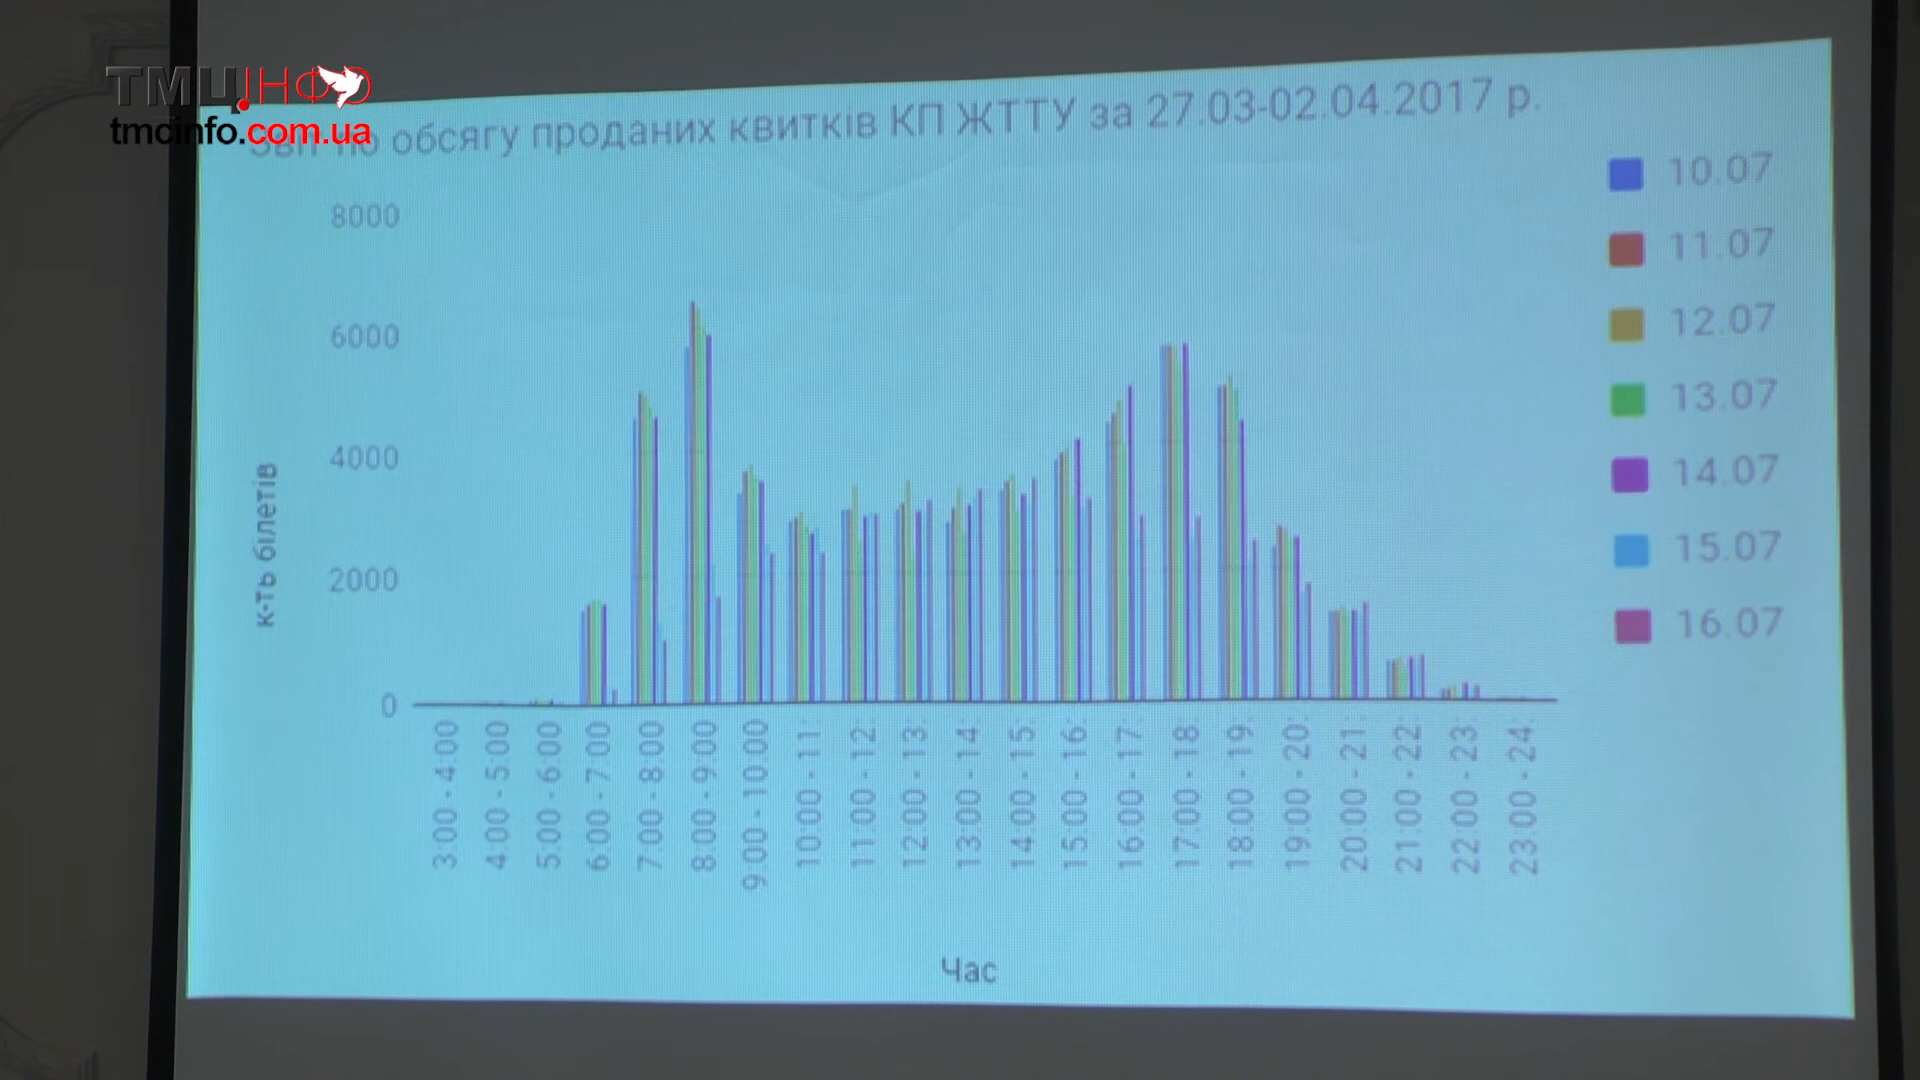 ТМЦ.ІНФО
tmcinfo.com.ua
по обсягу проданих квитків КП ЖТТУ за 27.03-02.04.2017 р.
8000
6000
4000
2000
0
к-ть білетів
3:00 - 4:00
4:00 - 5:00
5:00 - 6:00
6:00 - 7:00
7:00 - 8:00
8:00 - 9:00
9:00 - 10:00
10:00 - 11:
11:00 - 12:
12:00 - 13:
13:00 - 14:
14:00 - 15:
15:00 - 16:
16:00 - 17:
17:00 - 18:
18:00 - 19:
19:00 - 20:
20:00 - 21:
21:00 - 22:
22:00 - 23:
23:00 - 24:
Час
10.07
11.07
12.07
13.07
14.07
15.07
16.07